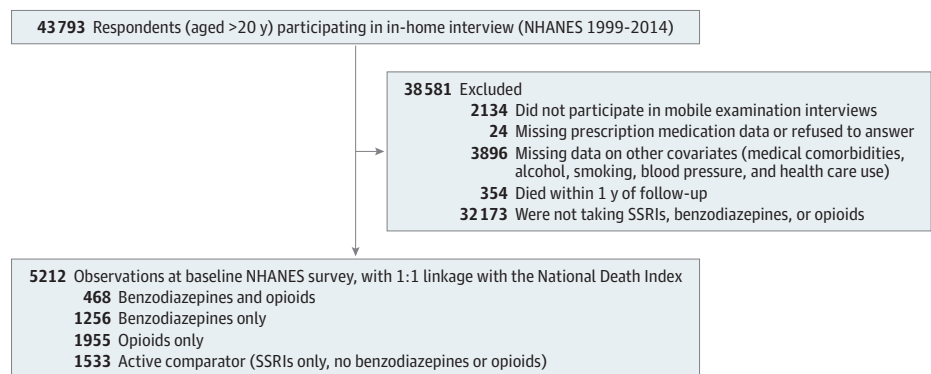 43793 Respondents (aged >20 y) participating in in-home interview (NHANES 1999-2014)
38581 Excluded
2134 Did not participate in mobile examination interviews
24 Missing prescription medication data or refused to answer
3896 Missing data on other covariates (medical comorbidities,
alcohol, smoking, blood pressure, and health care use)
354 Died within 1 y of follow-up
32173 Were not taking SSRIs, benzodiazepines, or opioids
5212 Observations at baseline NHANES survey, with 1:1 linkage with the National Death Index
468 Benzodiazepines and opioids
1256 Benzodiazepines only
1955 Opioids only
1533 Active comparator (SSRIs only, no benzodiazepines or opioids)